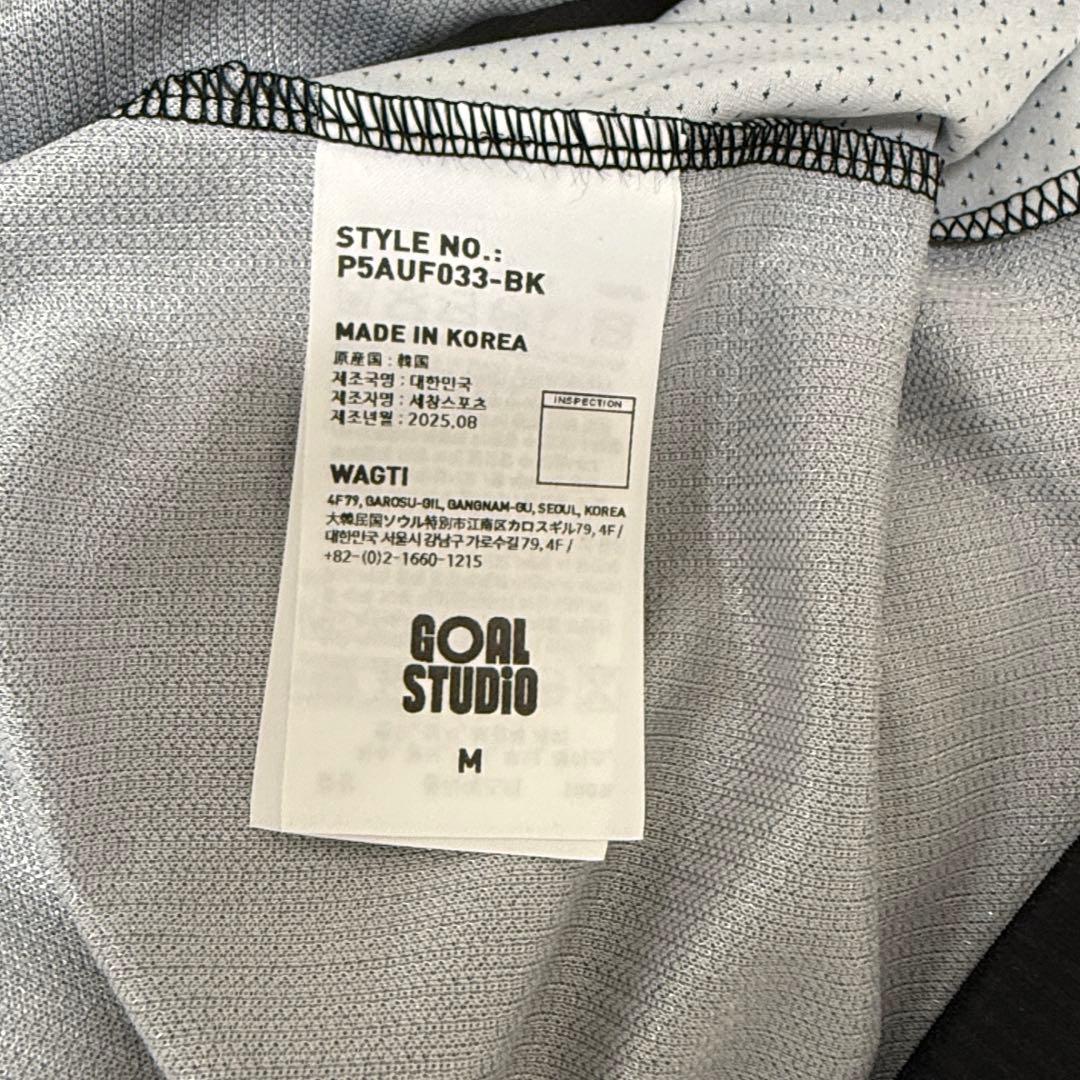 STYLE NO.:
P5AUF033-BK
MADE IN KOREA
原産国 : 韓国
제조국명 : 대한민국
제조자명 : 세창스포츠
제조년월 : 2025.08
INSPECTION
WAGTI
4F 79, GAROSU-GIL, GANGNAM-GU, SEOUL, KOREA
大韓民国ソウル特別市江南区カロスギル79, 4F /
대한민국 서울시 강남구 가로수길 79, 4F /
+82-(0)2-1660-1215
GOAL
STUDiO
M